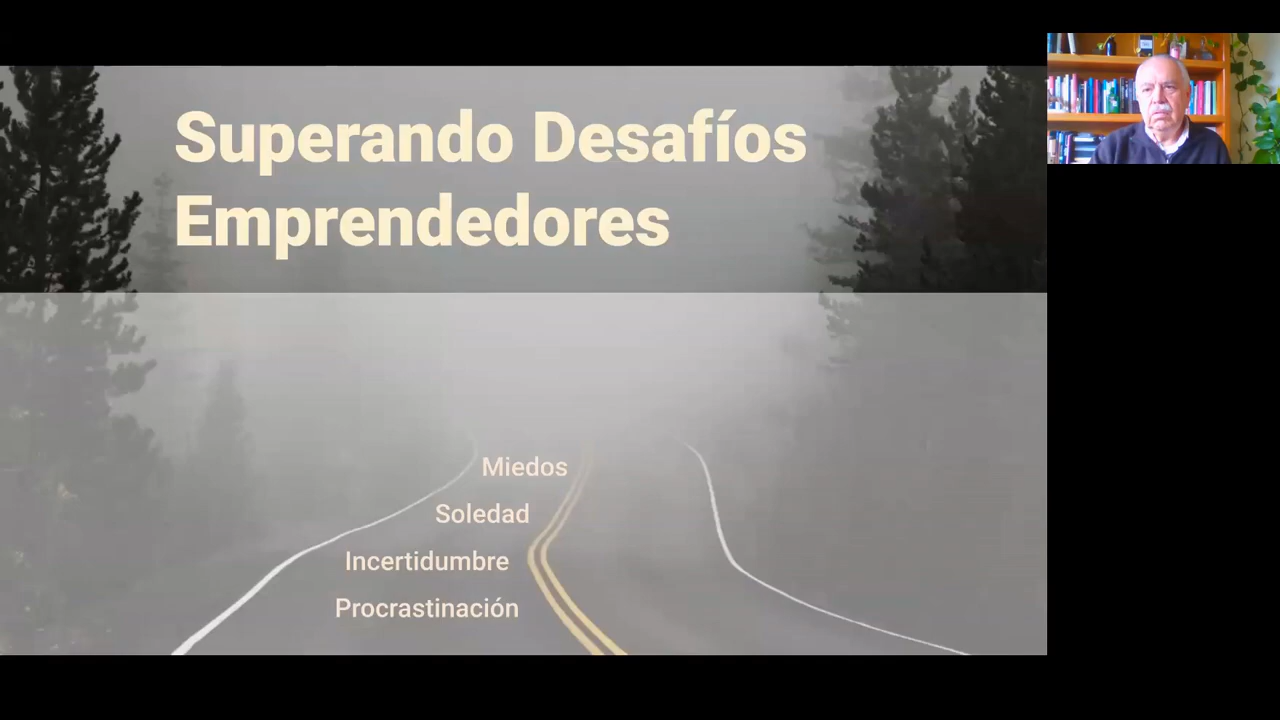 Superando Desafíos
Emprendedores
Miedos
Soledad
Incertidumbre
Procrastinación